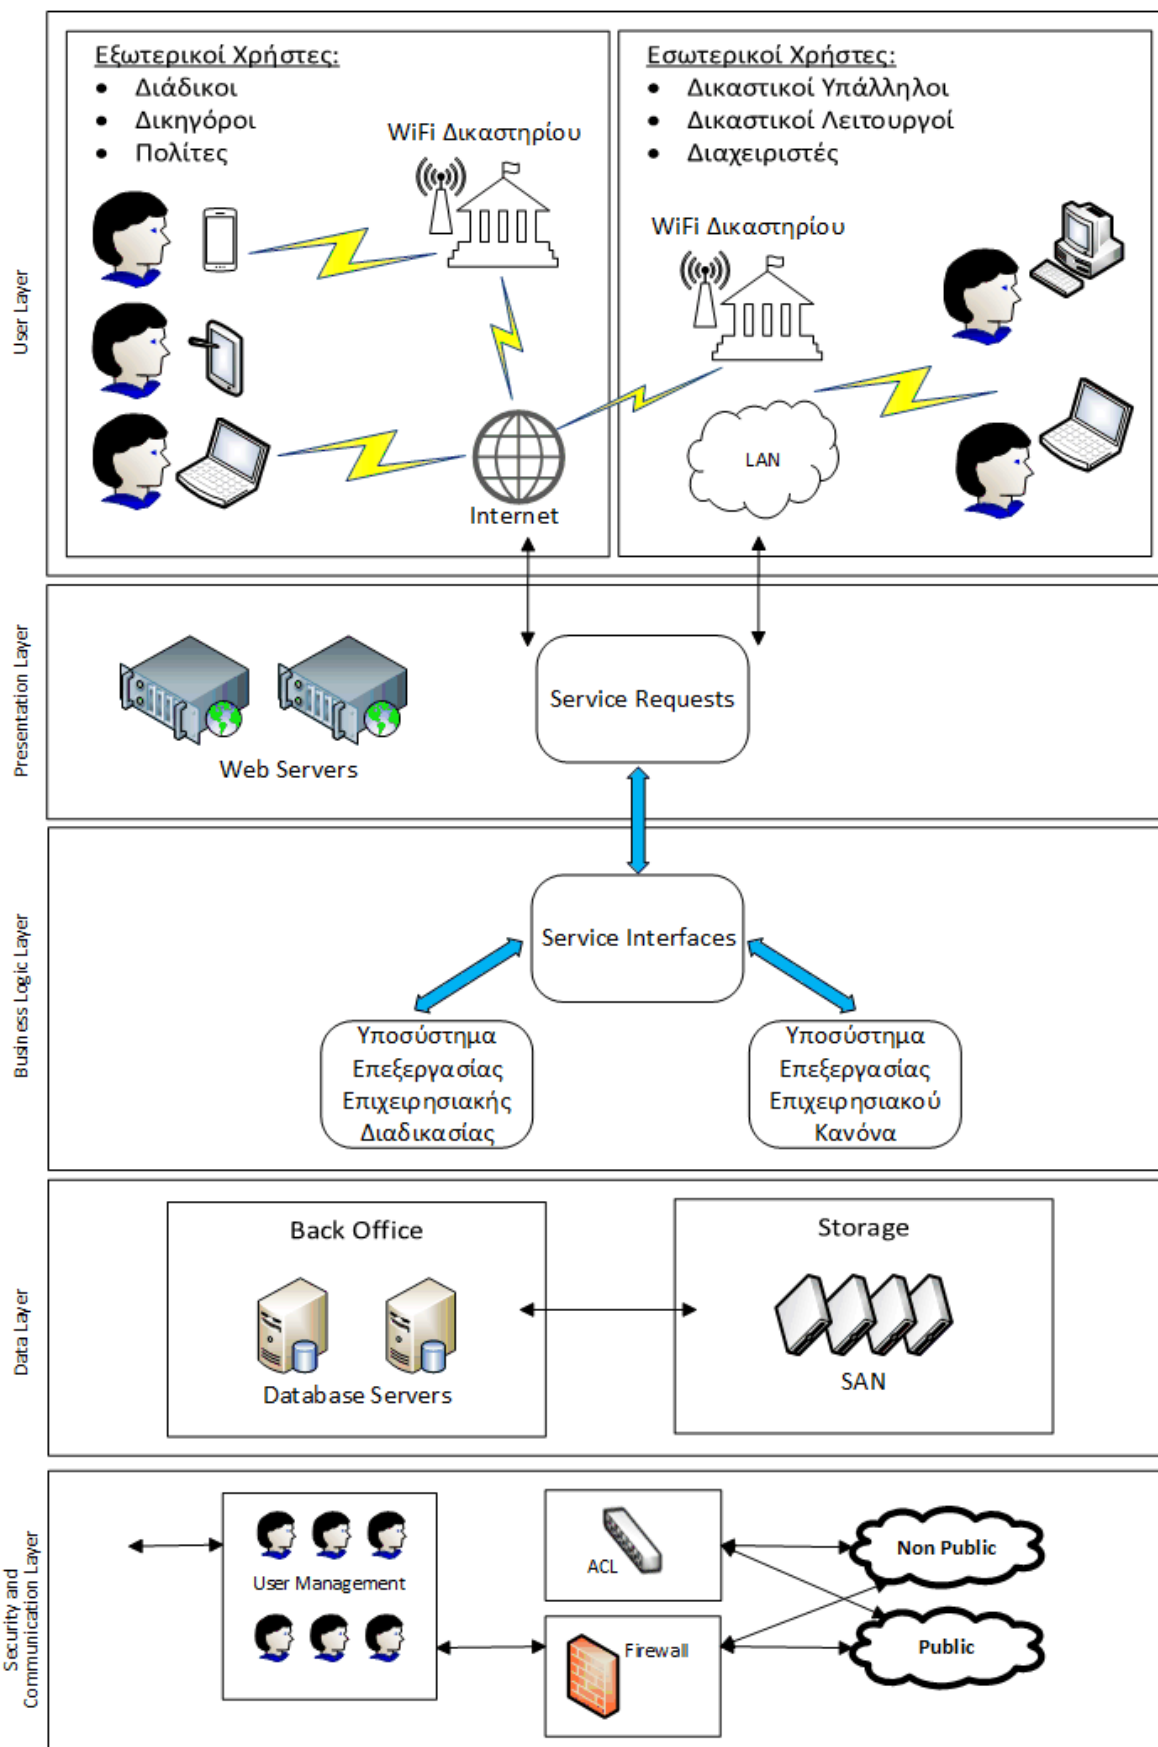 User Layer
Εξωτερικοί Χρήστες:
• Διάδικοι
• Δικηγόροι
• Πολίτες
WiFi Δικαστηρίου
Internet
Εσωτερικοί Χρήστες:
• Δικαστικοί Υπάλληλοι
• Δικαστικοί Λειτουργοί
• Διαχειριστές
WiFi Δικαστηρίου
LAN
Presentation Layer
Web Servers
Service Requests
Business Logic Layer
Service Interfaces
Υποσύστημα
Επεξεργασίας
Επιχειρησιακής
Διαδικασίας
Υποσύστημα
Επεξεργασίας
Επιχειρησιακού
Κανόνα
Data Layer
Back Office
Database Servers
Storage
SAN
Security and
Communication Layer
User Management
ACL
Firewall
Non Public
Public